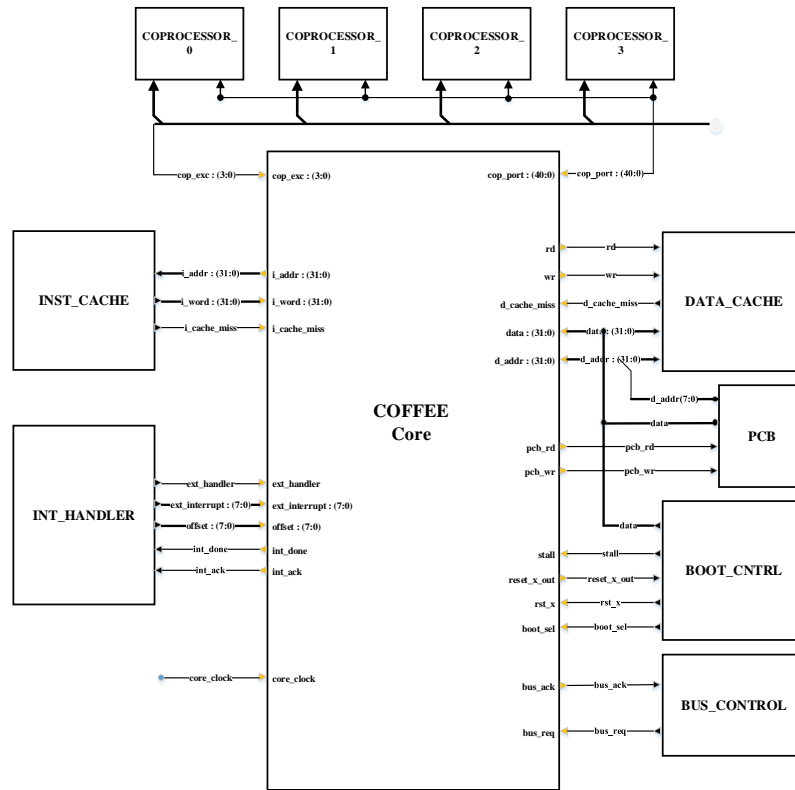 COPROCESSOR_
0
COPROCESSOR_
1
COPROCESSOR_
2
COPROCESSOR_
3
cop_exc : (3:0)
cop_exc : (3:0)
cop_port : (40:0)
cop_port : (40:0)
INST_CACHE
i_addr : (31:0)
i_addr : (31:0)
i_word : (31:0)
i_word : (31:0)
i_cache_miss
i_cache_miss
rd
rd
wr
wr
d_cache_miss
d_cache_miss
data : (31:0)
data : (31:0)
d_addr : (31:0)
d_addr : (31:0)
DATA_CACHE
COFFEE
Core
d_addr(7:0)
data
pcb_rd
pcb_rd
pcb_wr
pcb_wr
PCB
INT_HANDLER
ext_handler
ext_handler
ext_interrupt : (7:0)
ext_interrupt : (7:0)
offset : (7:0)
offset : (7:0)
int_done
int_done
int_ack
int_ack
data
stall
stall
reset_x_out
reset_x_out
rst_x
rst_x
boot_sel
boot_sel
BOOT_CNTRL
core_clock
core_clock
bus_ack
bus_ack
bus_req
bus_req
BUS_CONTROL